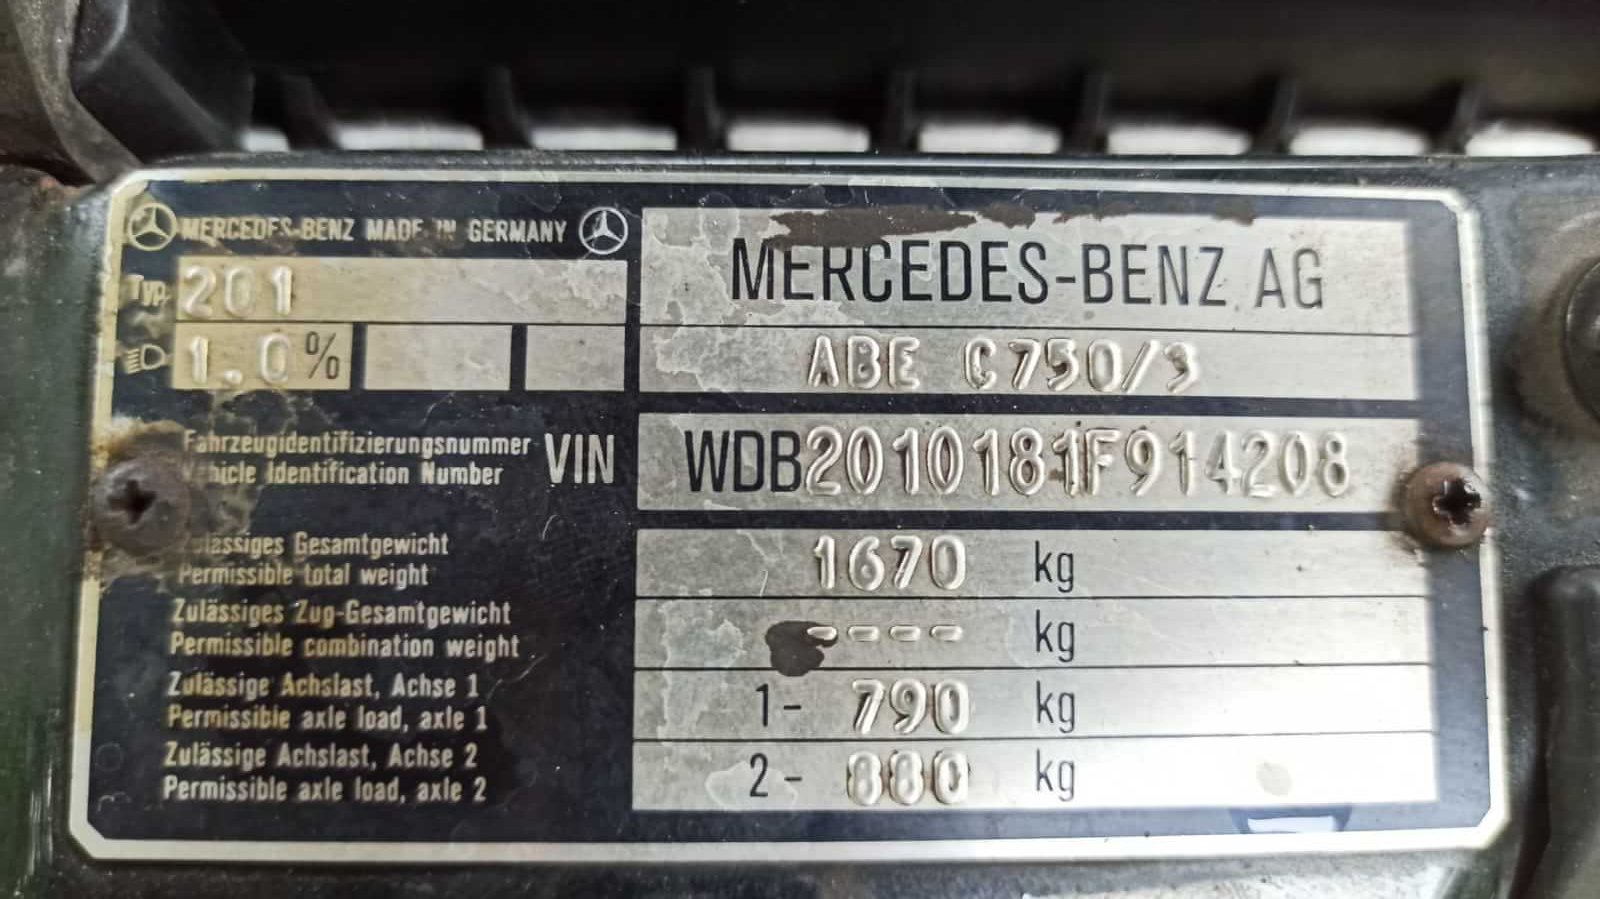 MERCEDES-BENZ MADE IN GERMANY
Typ 201
1.0%
MERCEDES-BENZ AG
ABE C750/3
Fahrzeugidentifizierungsnummer
Vehicle Identification Number
VIN WDB2010181F914208
Zulässiges Gesamtgewicht
Permissible total weight
1670 kg
Zulässiges Zug-Gesamtgewicht
Permissible combination weight
---- kg
Zulässige Achslast, Achse 1
Permissible axle load, axle 1
1- 790 kg
Zulässige Achslast, Achse 2
Permissible axle load, axle 2
2- 880 kg